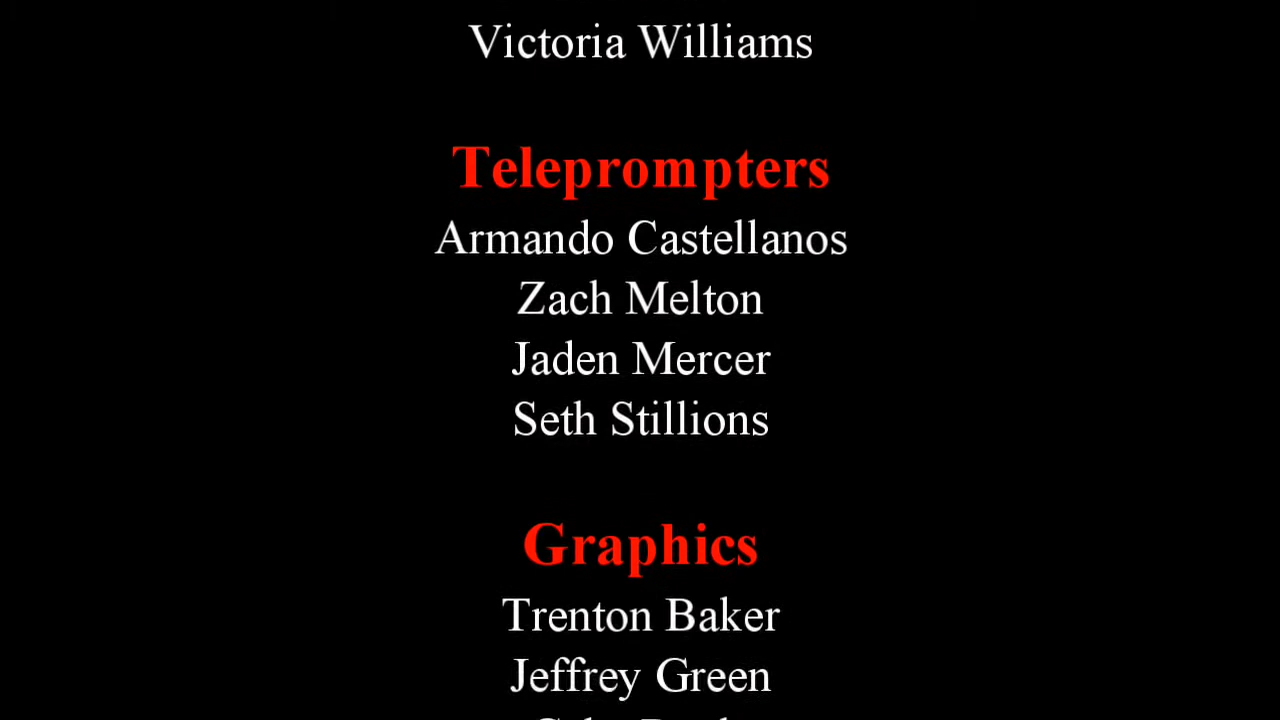 Victoria Williams
Teleprompters
Armando Castellanos
Zach Melton
Jaden Mercer
Seth Stillions
Graphics
Trenton Baker
Jeffrey Green